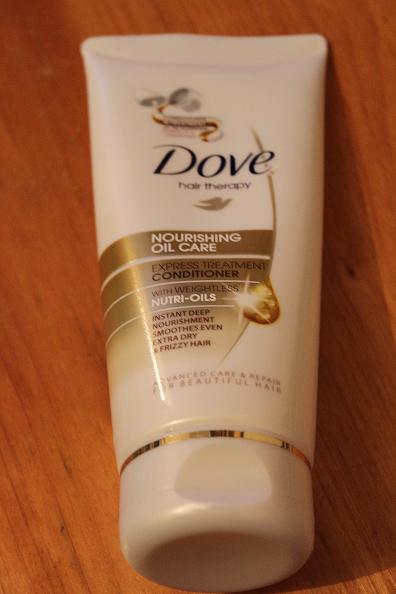 Dove
hair therapy
NOURISHING
OIL CARE
EXPRESS TREATMENT
CONDITIONER
WITH WEIGHTLESS
NUTRI-OILS
INSTANT DEEP
NOURISHMENT
SMOOTHES EVEN
EXTRA DRY
& FRIZZY HAIR
ADVANCED CARE & REPAIR
FOR BEAUTIFUL HAIR